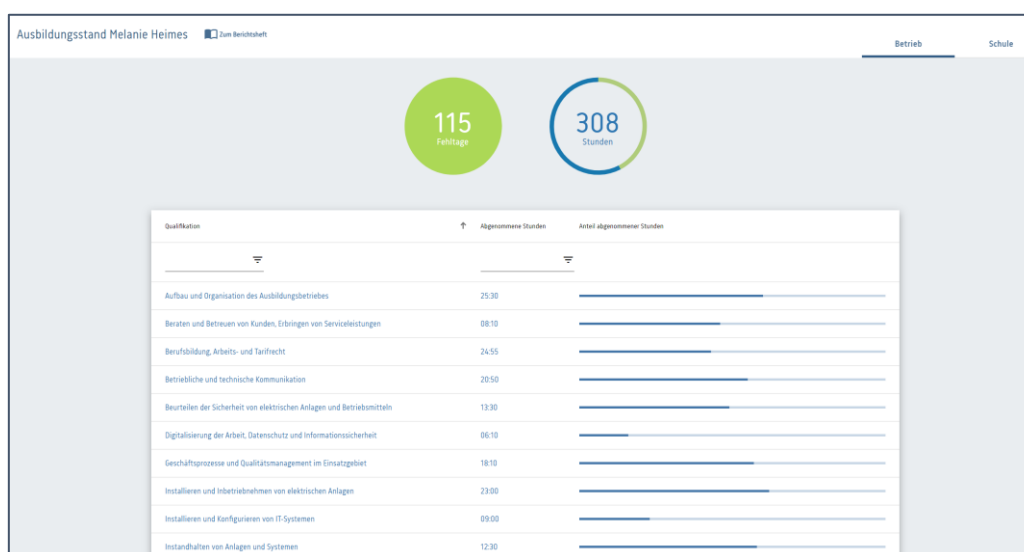 Ausbildungsstand Melanie Heimes Zum Berichtsheft
Betrieb Schule
115
Fehltage
308
Stunden
Qualifikation Abgenommene Stunden Anteil abgenommener Stunden
Aufbau und Organisation des Ausbildungsbetriebes 25:30
Beraten und Betreuen von Kunden, Erbringen von Serviceleistungen 08:10
Berufsbildung, Arbeits- und Tarifrecht 24:55
Betriebliche und technische Kommunikation 20:50
Beurteilen der Sicherheit von elektrischen Anlagen und Betriebsmitteln 13:30
Digitalisierung der Arbeit, Datenschutz und Informationssicherheit 06:10
Geschäftsprozesse und Qualitätsmanagement im Einsatzgebiet 18:10
Installieren und Inbetriebnehmen von elektrischen Anlagen 23:00
Installieren und Konfigurieren von IT-Systemen 09:00
Instandhalten von Anlagen und Systemen 12:30